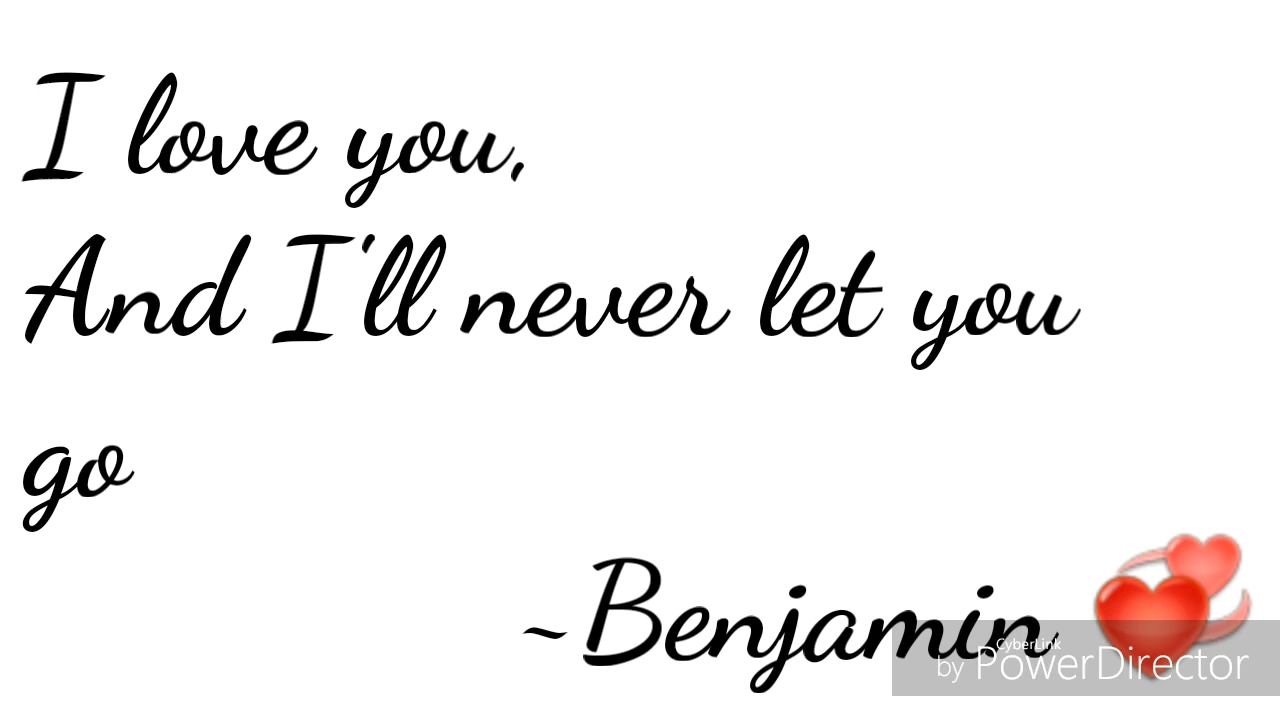 I love you,
And I'll never let you
go
~Benjamin 💞
CyberLink
by PowerDirector